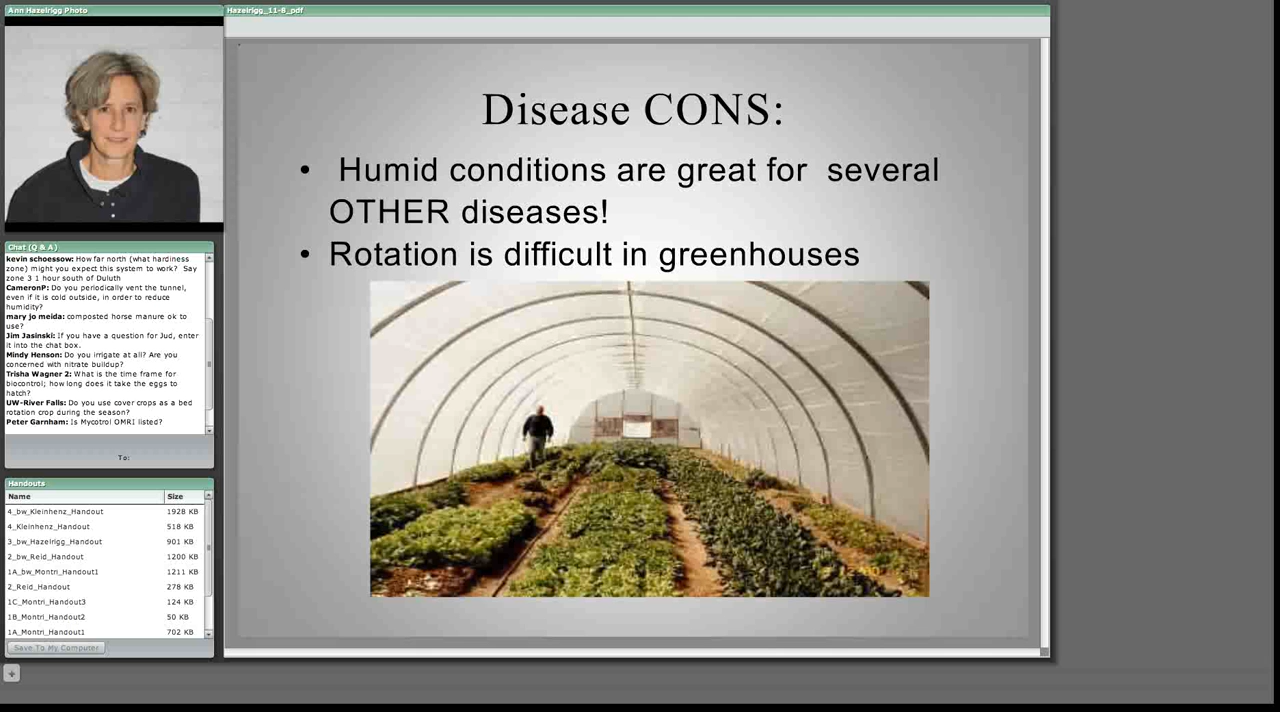 Ann Hazelrigg Photo
Hazelrigg_11-8_pdf
Disease CONS:
• Humid conditions are great for several
OTHER diseases!
• Rotation is difficult in greenhouses
Chat (Q & A)
kevin schoessow: How far north (what hardiness
zone) might you expect this system to work? Say
zone 3 1 hour south of Duluth
CameronP: Do you periodically vent the tunnel,
even if it is cold outside, in order to reduce
humidity?
mary jo meida: composted horse manure ok to
use?
Jim Jasinski: If you have a question for Jud, enter
it into the chat box.
Mindy Henson: Do you irrigate at all? Are you
concerned with nitrate buildup?
Trisha Wagner 2: What is the time frame for
biocontrol; how long does it take the eggs to
hatch?
UW-River Falls: Do you use cover crops as a bed
rotation crop during the season?
Peter Garnham: Is Mycotrol OMRI listed?
To:
Handouts
Name Size
4_bw_Kleinhenz_Handout 1928 KB
4_Kleinhenz_Handout 518 KB
3_bw_Hazelrigg_Handout 901 KB
2_bw_Reid_Handout 1200 KB
1A_bw_Montri_Handout1 1211 KB
2_Reid_Handout 278 KB
1C_Montri_Handout3 124 KB
1B_Montri_Handout2 50 KB
1A_Montri_Handout1 702 KB
Save To My Computer